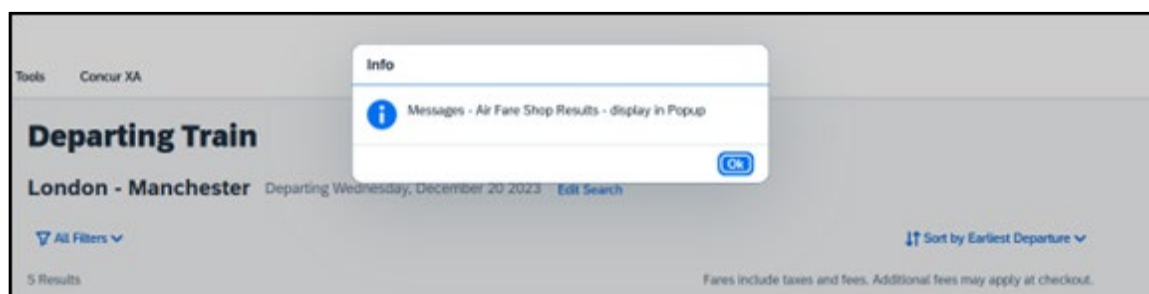 Info
Tools Concur XA
Messages - Air Fare Shop Results - display in Popup
Ok
Departing Train
London - Manchester Departing Wednesday, December 20 2023 Edit Search
All Filters
Sort by Earliest Departure
5 Results
Fares include taxes and fees. Additional fees may apply at checkout.